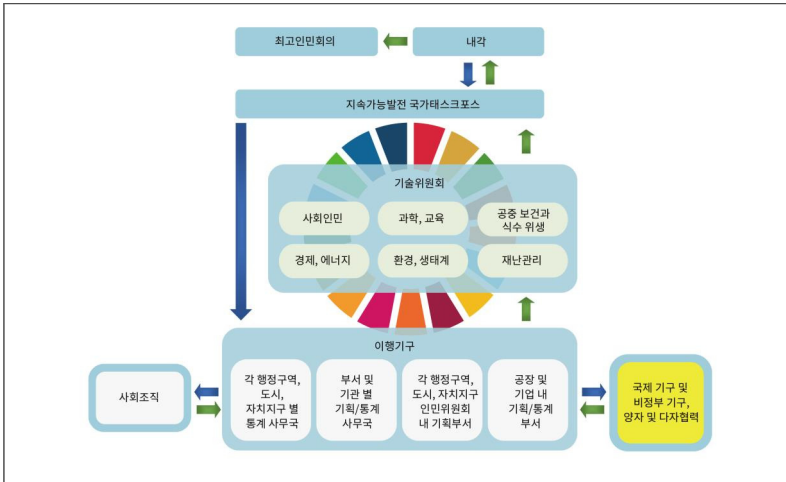 최고인민회의
내각
지속가능발전 국가태스크포스
기술위원회
사회인민
과학, 교육
공중 보건과
식수 위생
경제, 에너지
환경, 생태계
재난관리
이행기구
사회조직
각 행정구역,
도시,
자치지구 별
통계 사무국
부서 및
기관 별
기획/통계
사무국
각 행정구역,
도시, 자치지구
인민위원회
내 기획부서
공장 및
기업 내
기획/통계
부서
국제 기구 및
비정부 기구,
양자 및 다자협력